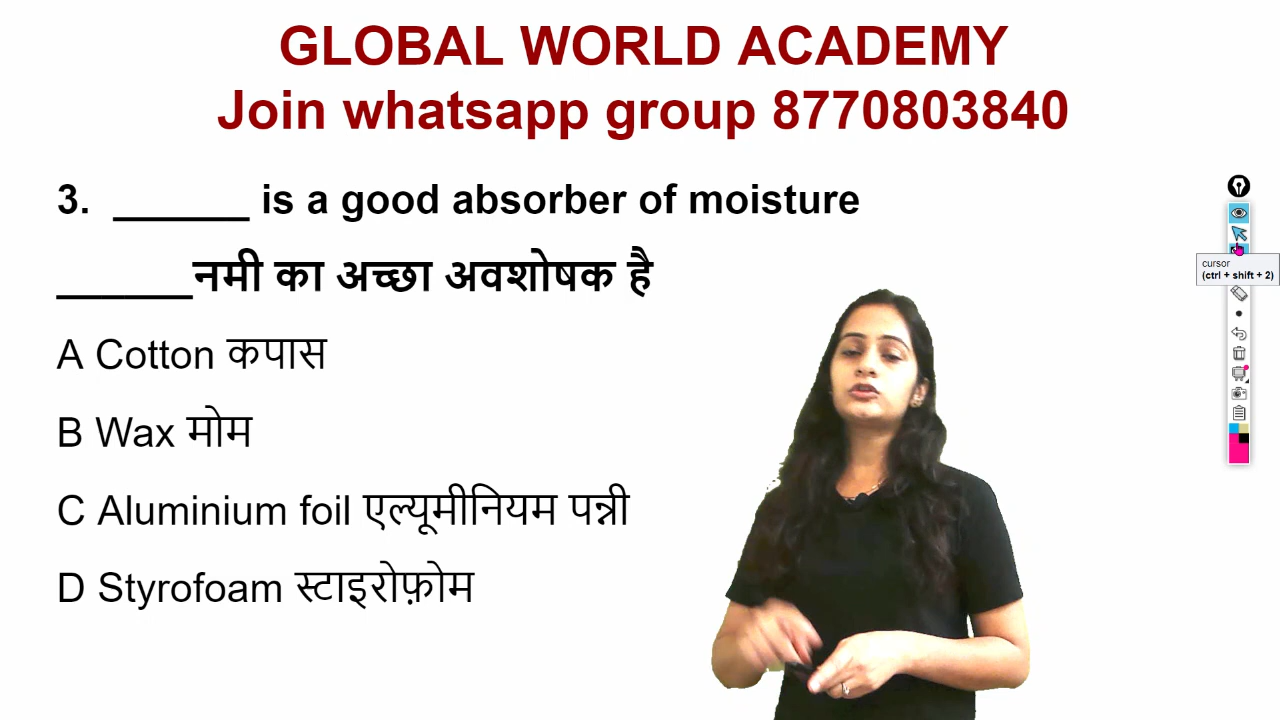 GLOBAL WORLD ACADEMY
Join whatsapp group 8770803840
3. ______ is a good absorber of moisture
______नमी का अच्छा अवशोषक है
A Cotton कपास
B Wax मोम
C Aluminium foil एल्यूमीनियम पन्नी
D Styrofoam स्टाइरोफ़ोम
cursor
(ctrl + shift + 2)